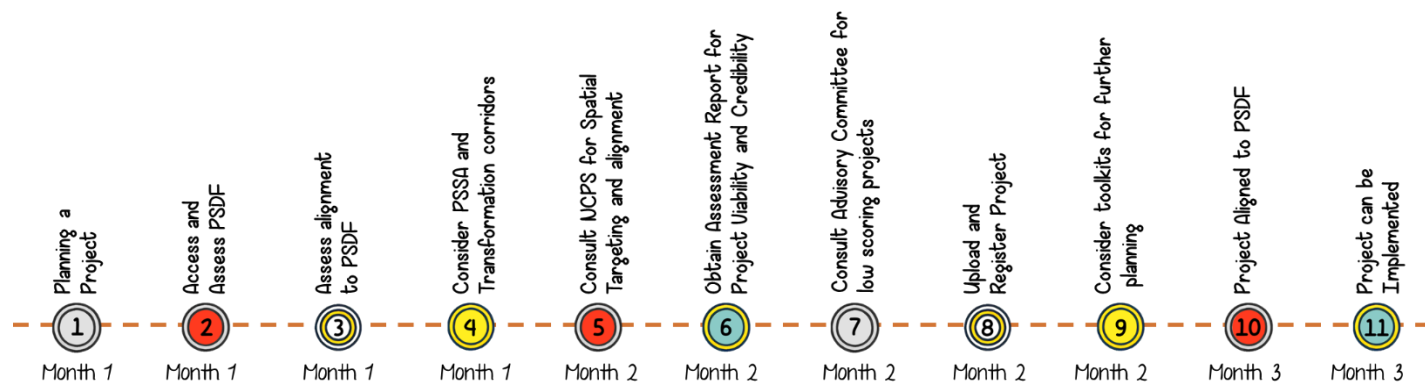 Planning a
Project
1
Month 1
Access and
Assess PSDF
2
Month 1
Assess alignment
to PSDF
3
Month 1
Consider PSSA and
Transformation corridors
4
Month 1
Consult NCPS for Spatial
Targeting and alignment
5
Month 2
Obtain Assessment Report for
Project Viability and Credibility
6
Month 2
Consult Advisory Committee for
low scoring projects
7
Month 2
Upload and
Register Project
8
Month 2
Consider toolkits for further
planning
9
Month 2
Project Aligned to PSDF
10
Month 3
Project can be
Implemented
11
Month 3